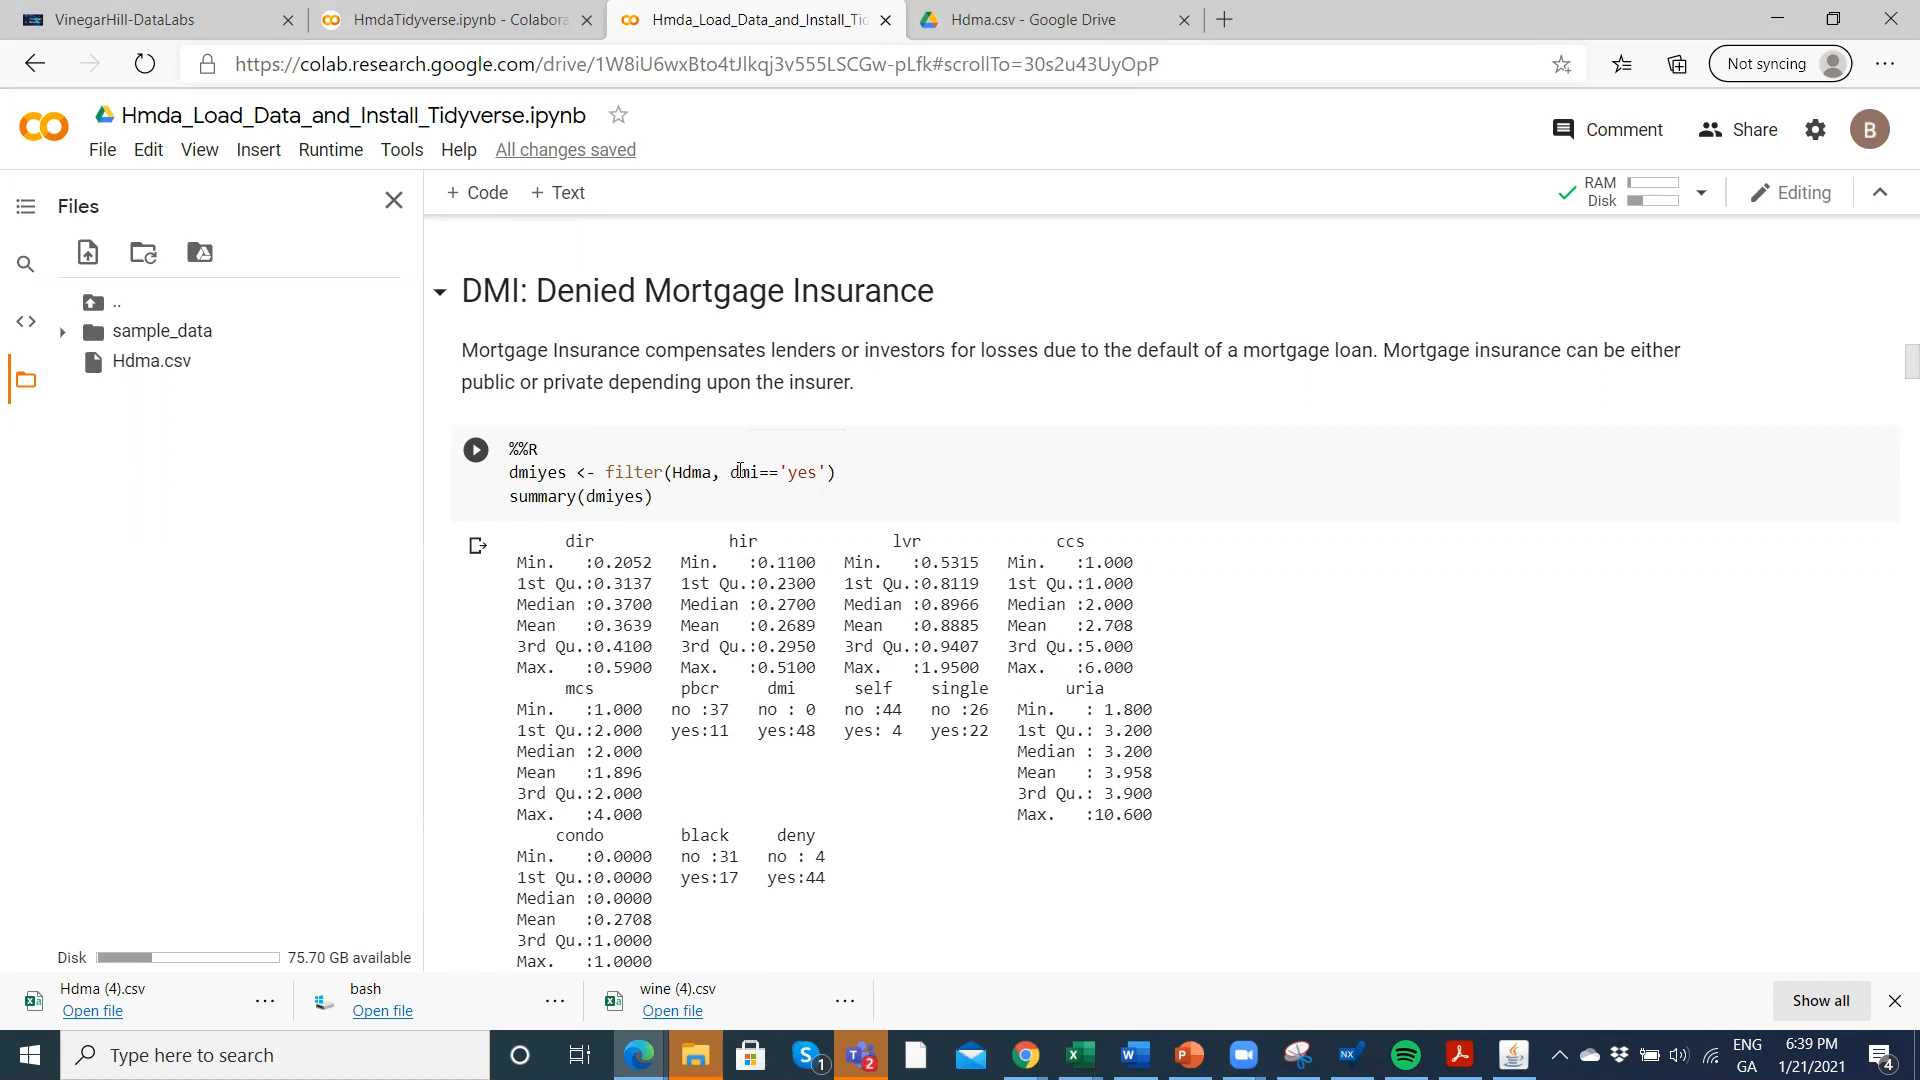 VinegarHill-DataLabs
HmdaTidyverse.ipynb - Colabora
Hmda_Load_Data_and_Install_Tid
Hdma.csv - Google Drive
https://colab.research.google.com/drive/1W8iU6wxBto4tJlkqj3v555LSCGw-pLfk#scrollTo=30s2u43UyOpP
Not syncing
Hmda_Load_Data_and_Install_Tidyverse.ipynb
File Edit View Insert Runtime Tools Help All changes saved
Comment
Share
B
Files
+ Code + Text
RAM
Disk
Editing
..
sample_data
Hdma.csv
DMI: Denied Mortgage Insurance
Mortgage Insurance compensates lenders or investors for losses due to the default of a mortgage loan. Mortgage insurance can be either
public or private depending upon the insurer.
%%R
dmiyes <- filter(Hdma, dmi=='yes')
summary(dmiyes)
dir hir lvr ccs
Min. :0.2052 Min. :0.1100 Min. :0.5315 Min. :1.000
1st Qu.:0.3137 1st Qu.:0.2300 1st Qu.:0.8119 1st Qu.:1.000
Median :0.3700 Median :0.2700 Median :0.8966 Median :2.000
Mean :0.3639 Mean :0.2689 Mean :0.8885 Mean :2.708
3rd Qu.:0.4100 3rd Qu.:0.2950 3rd Qu.:0.9407 3rd Qu.:5.000
Max. :0.5900 Max. :0.5100 Max. :1.9500 Max. :6.000
mcs pbcr dmi self single uria
Min. :1.000 no :37 no : 0 no :44 no :26 Min. : 1.800
1st Qu.:2.000 yes:11 yes:48 yes: 4 yes:22 1st Qu.: 3.200
Median :2.000 Median : 3.200
Mean :1.896 Mean : 3.958
3rd Qu.:2.000 3rd Qu.: 3.900
Max. :4.000 Max. :10.600
condo black deny
Min. :0.0000 no :31 no : 4
1st Qu.:0.0000 yes:17 yes:44
Median :0.0000
Mean :0.2708
3rd Qu.:1.0000
Max. :1.0000
Disk 75.70 GB available
Hdma (4).csv
Open file
bash
Open file
wine (4).csv
Open file
Show all
Type here to search
1
2
ENG
GA
6:39 PM
1/21/2021
4